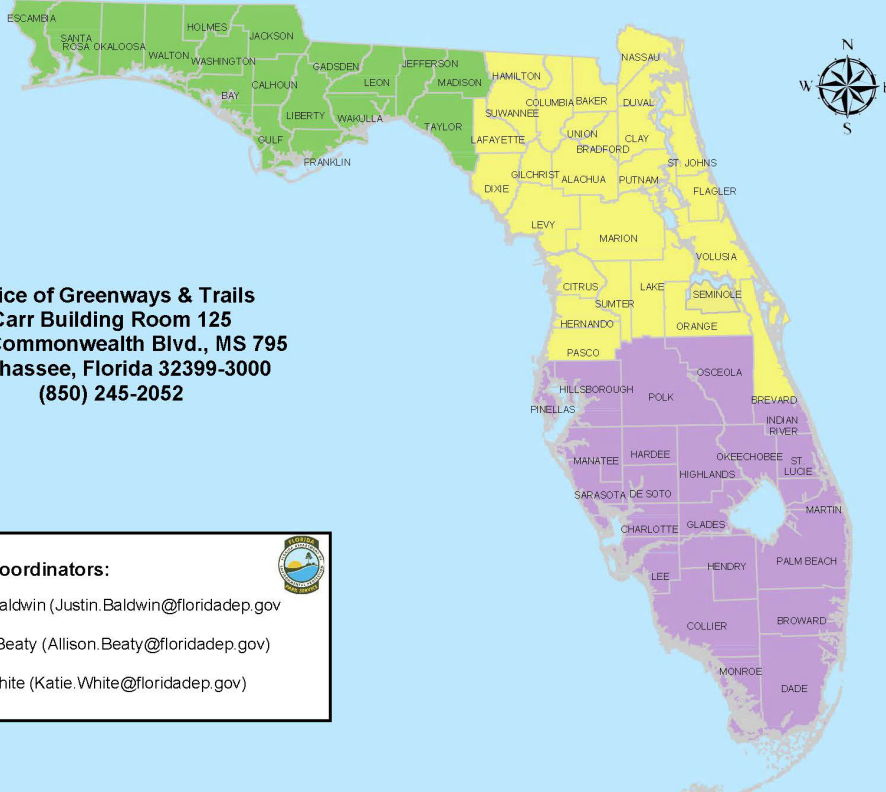 ESCAMBIA
SANTA
ROSA
OKALOOSA
WALTON
HOLMES
WASHINGTON
JACKSON
BAY
CALHOUN
GULF
LIBERTY
GADSDEN
FRANKLIN
LEON
WAKULLA
JEFFERSON
MADISON
TAYLOR
HAMILTON
SUWANNEE
LAFAYETTE
COLUMBIA
BAKER
NASSAU
DUVAL
UNION
BRADFORD
CLAY
ST JOHNS
DIXIE
GILCHRIST
ALACHUA
PUTNAM
FLAGLER
LEVY
MARION
VOLUSIA
CITRUS
SUMTER
LAKE
SEMINOLE
HERNANDO
ORANGE
PASCO
BREVARD
N
W
S
ice of Greenways & Trails
Carr Building Room 125
ommonwealth Blvd., MS 795
hassee, Florida 32399-3000
(850) 245-2052
HILLSBOROUGH
PINELLAS
POLK
OSCEOLA
INDIAN
RIVER
MANATEE
HARDEE
HIGHLANDS
OKEECHOBEE
ST
LUCIE
SARASOTA
DE SOTO
MARTIN
CHARLOTTE
GLADES
LEE
HENDRY
PALM BEACH
COLLIER
BROWARD
MONROE
DADE
oordinators:
FLORIDA
PARK SERVICE
aldwin (Justin.Baldwin@floridadep.gov
Beaty (Allison.Beaty@floridadep.gov)
hite (Katie.White@floridadep.gov)